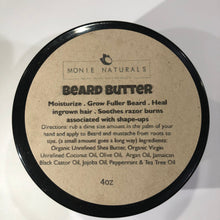 MONIE NATURALS
BEARD BUTTER
Moisturize . Grow Fuller Beard . Heal
ingrown hair . Soothes razor burns
associated with shape-ups
Directions: rub a dime size amount in the palm of your
hand and apply to Beard and mustache from roots to
tips. (a small amount goes a long way) Ingredients:
Organic Unrefined Shea Butter, Organic Virgin
Unrefined Coconut Oil, Olive Oil, Argan Oil, Jamaican
Black Castor Oil, Jojoba Oil, Peppermint & Tea Tree Oil
4oz